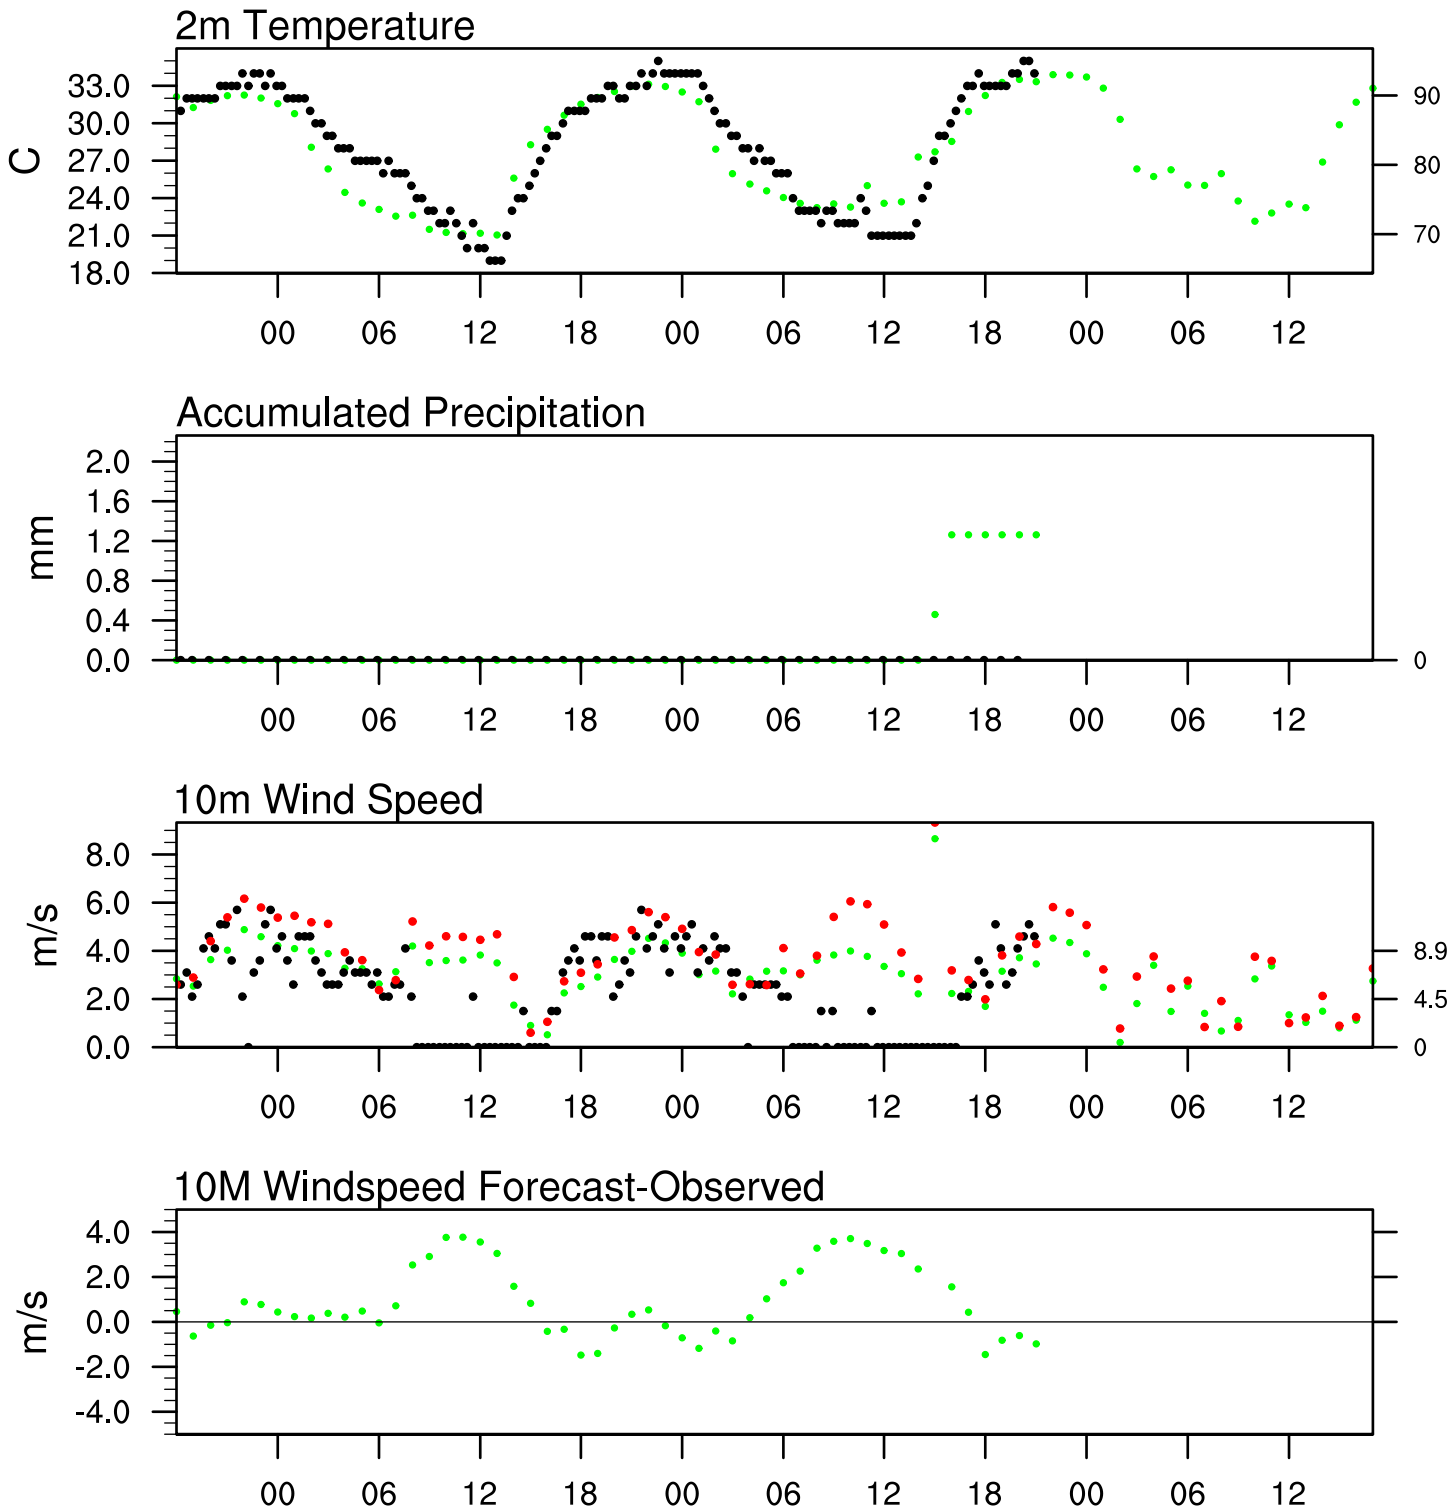 2m Temperature
C
33.0
30.0
27.0
24.0
21.0
18.0
90
80
70
00 06 12 18 00 06 12 18 00 06 12
Accumulated Precipitation
mm
2.0
1.6
1.2
0.8
0.4
0.0
0
00 06 12 18 00 06 12 18 00 06 12
10m Wind Speed
m/s
8.0
6.0
4.0
2.0
0.0
8.9
4.5
0
00 06 12 18 00 06 12 18 00 06 12
10M Windspeed Forecast-Observed
m/s
4.0
2.0
0.0
-2.0
-4.0
00 06 12 18 00 06 12 18 00 06 12